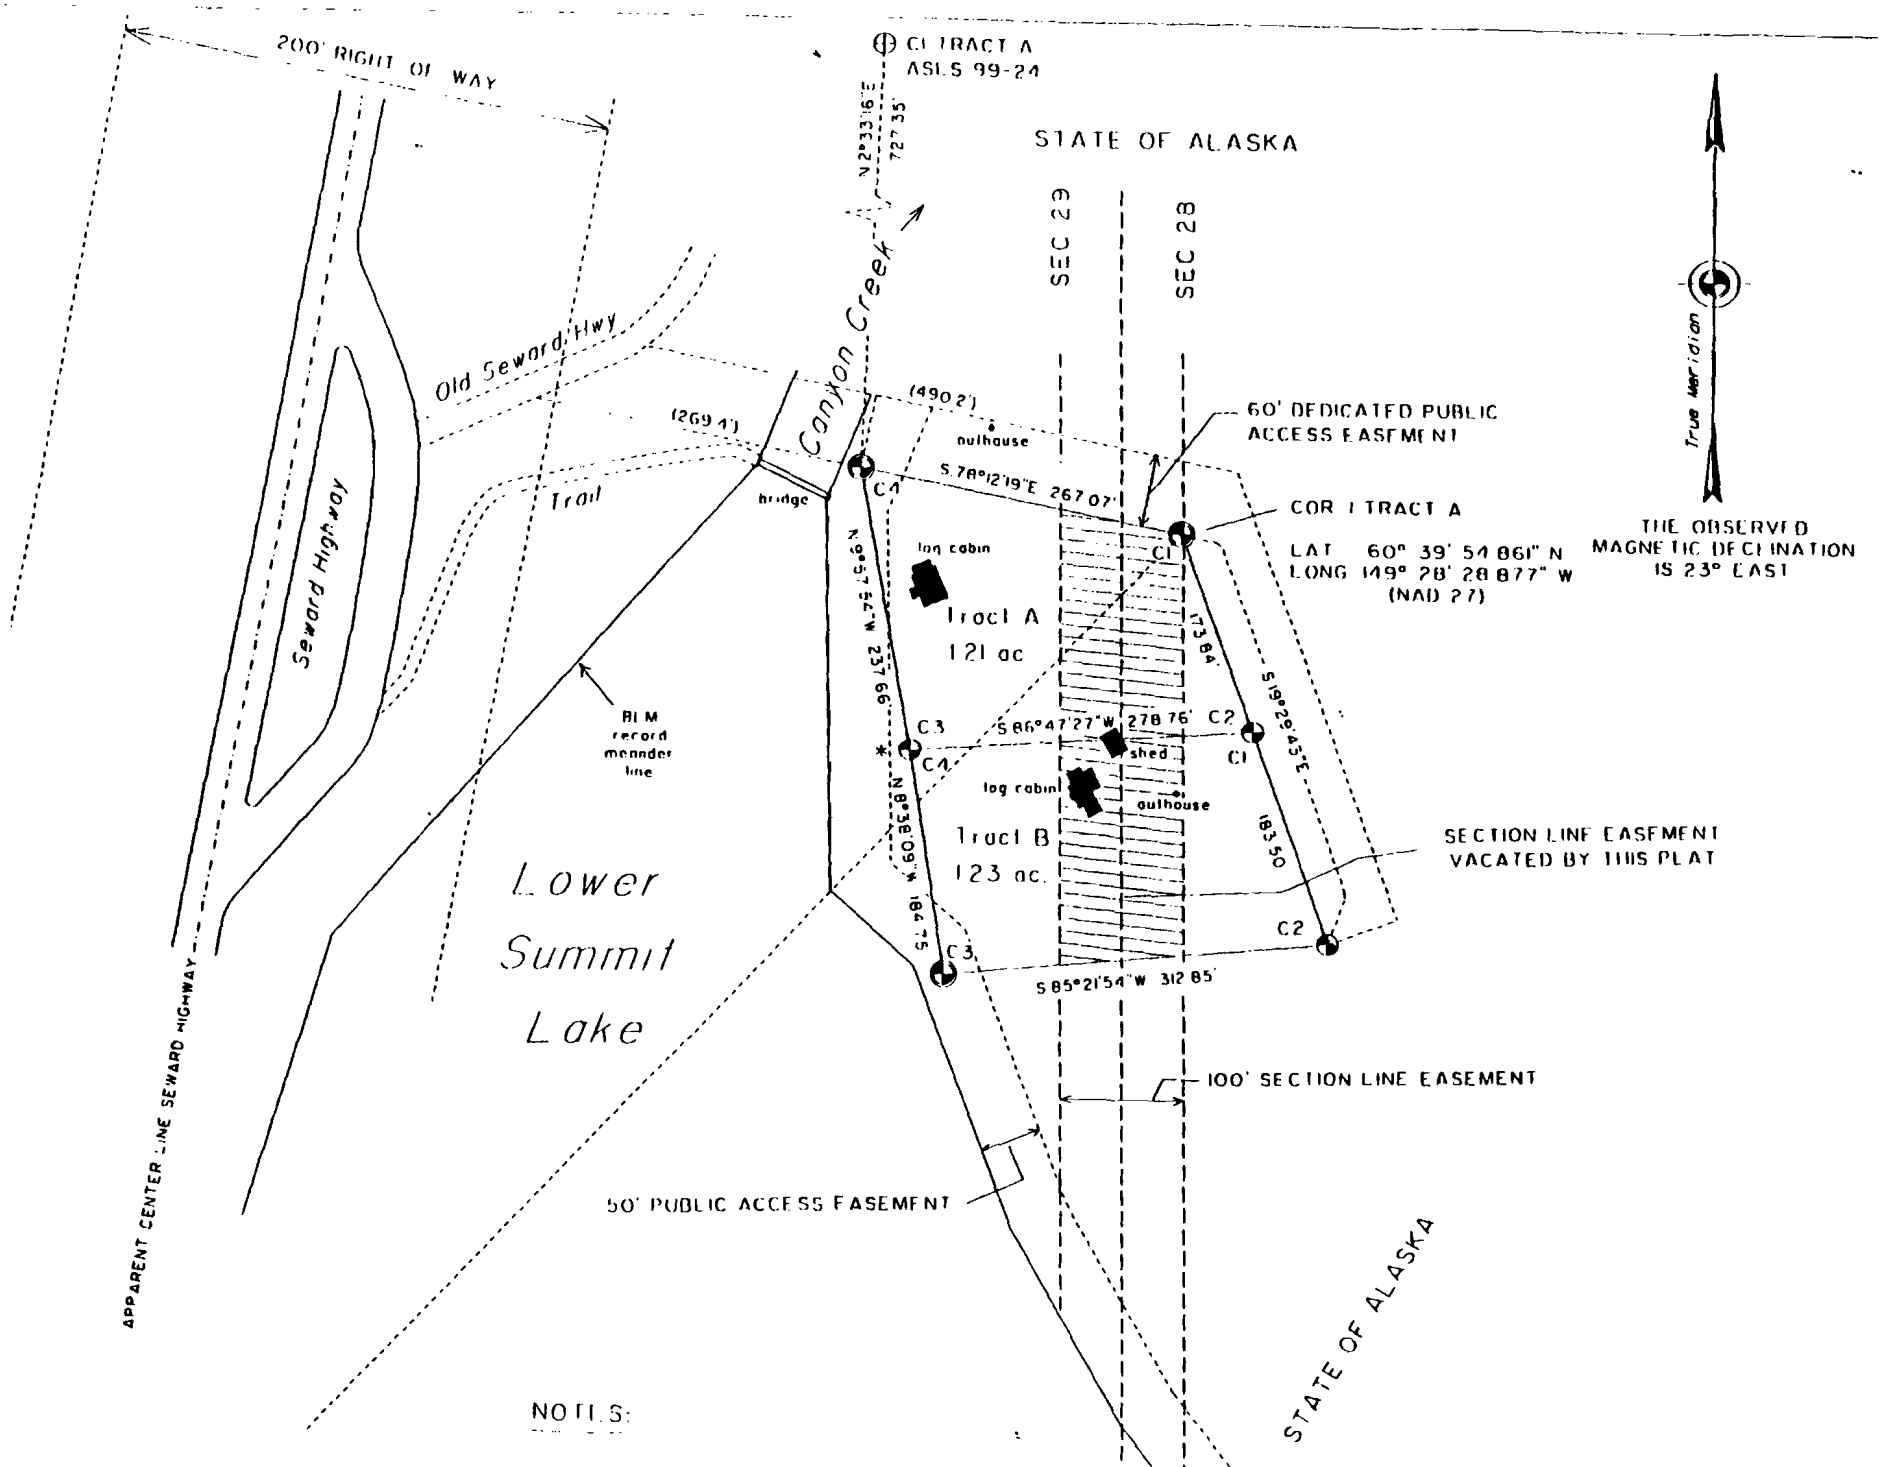 200' RIGHT OF WAY
C1 TRACT A
ASLS 99-24
N 2°33'16"E
727.35'
STATE OF ALASKA
SEC 29
SEC 28
True Meridian
THE OBSERVED
MAGNETIC DECLINATION
IS 23° EAST
Canyon Creek
Old Seward Hwy
(269.4')
(490.2')
outhouse
60' DEDICATED PUBLIC
ACCESS EASEMENT
Trail
bridge
C4
S.78°12'19"E 267.07'
C1
COR 1 TRACT A
LAT 60° 39' 54.861" N
LONG 149° 28' 28.877" W
(NAD 27)
Seward Highway
log cabin
Tract A
1.21 ac
N 9°57'57"W 237.66
173.84'
S 19°29'43"E
BLM
record
meander
line
C3
S 86°47'27"W 278.76'
C2
*
C4
shed
C1
log cabin
outhouse
N 8°38'09"W 184.75
Tract B
1.23 ac.
183.50
SECTION LINE EASEMENT
VACATED BY THIS PLAT
Lower
Summit
Lake
C3
C2
S 85°21'54"W 312.85'
100' SECTION LINE EASEMENT
50' PUBLIC ACCESS EASEMENT
APPARENT CENTER LINE SEWARD HIGHWAY
STATE OF ALASKA
NOTES: